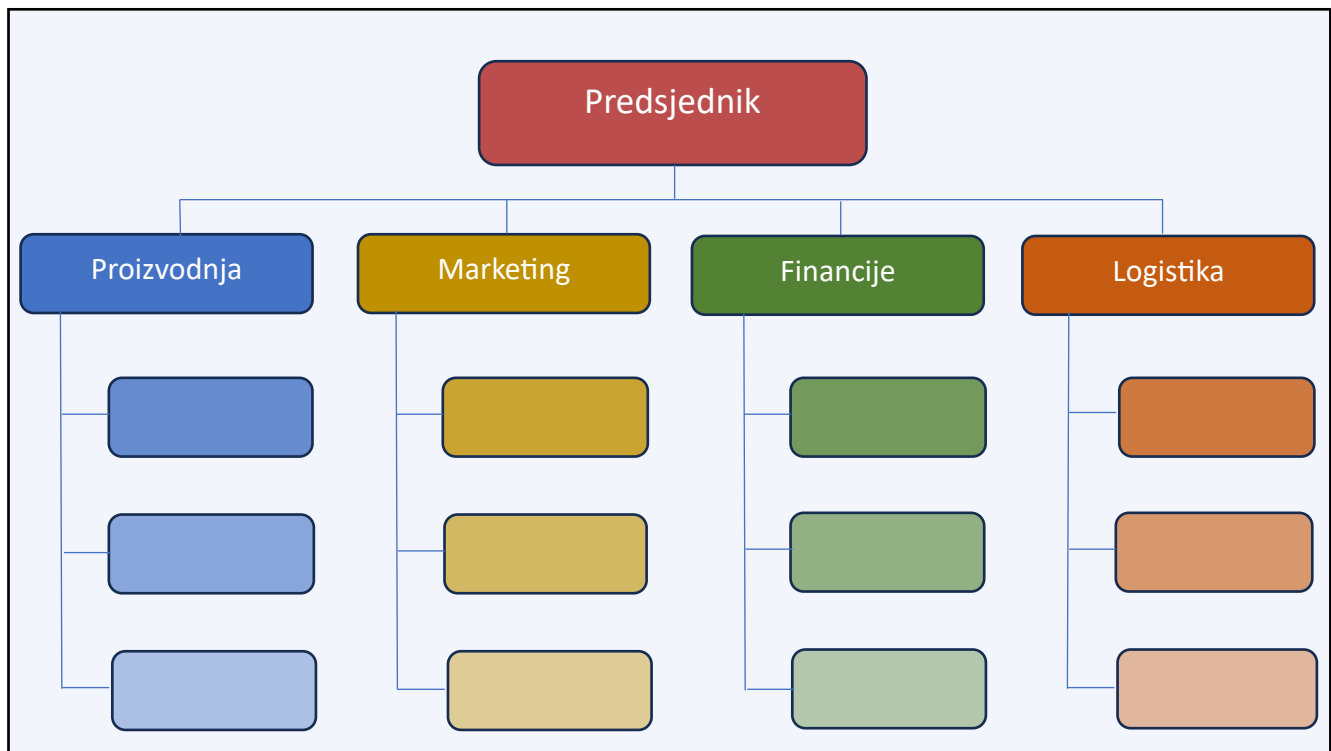 Predsjednik
Proizvodnja
Marketing
Financije
Logistika